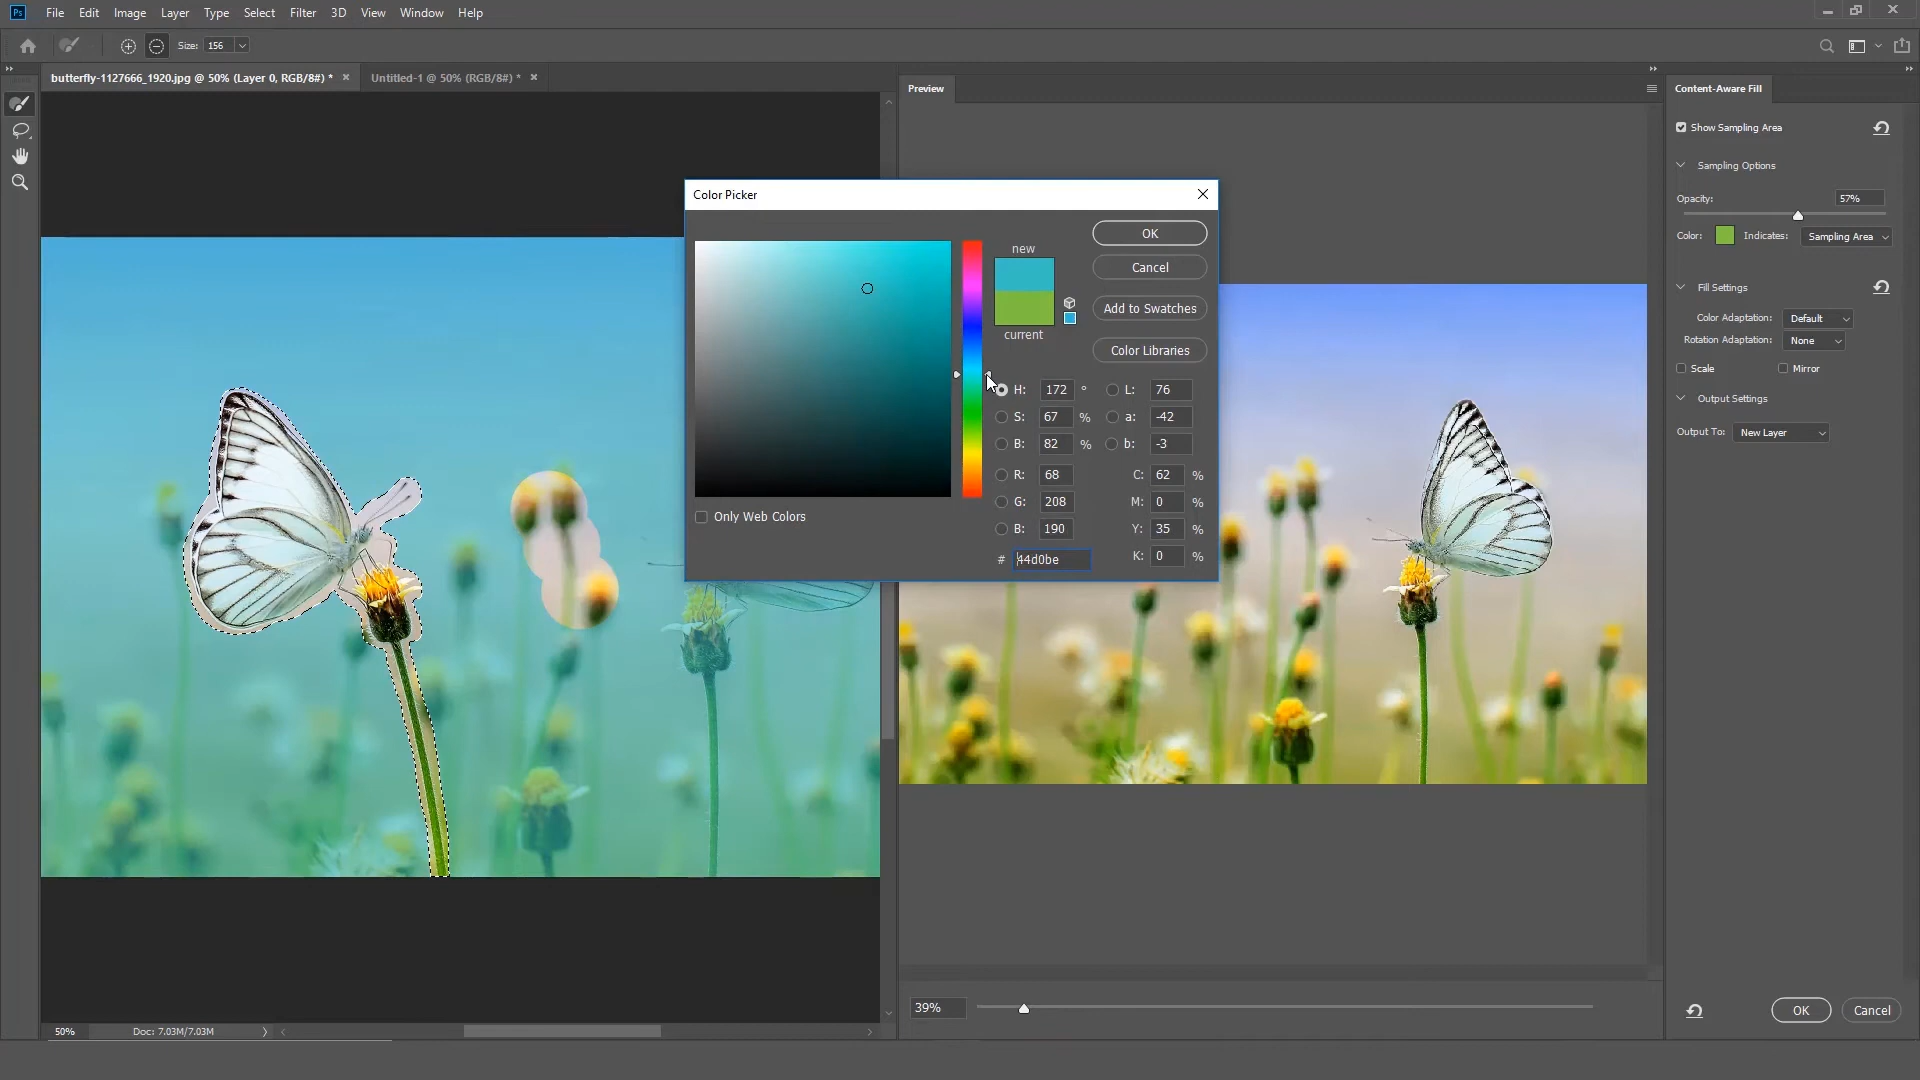 Ps File Edit Image Layer Type Select Filter 3D View Window Help
Size: 156
butterfly-1127666_1920.jpg @ 50% (Layer 0, RGB/8#) * × Untitled-1 @ 50% (RGB/8#) * ×
Preview
Content-Aware Fill
Show Sampling Area
Sampling Options
Opacity: 57%
Color: Indicates: Sampling Area
Fill Settings
Color Adaptation: Default
Rotation Adaptation: None
Scale Mirror
Output Settings
Output To: New Layer
Color Picker
new
current
OK
Cancel
Add to Swatches
Color Libraries
H: 172 ° L: 76
S: 67 % a: -42
B: 82 % b: -3
R: 68 C: 62 %
G: 208 M: 0 %
B: 190 Y: 35 %
K: 0 %
# 44d0be
Only Web Colors
39%
OK Cancel
50% Doc: 7.03M/7.03M